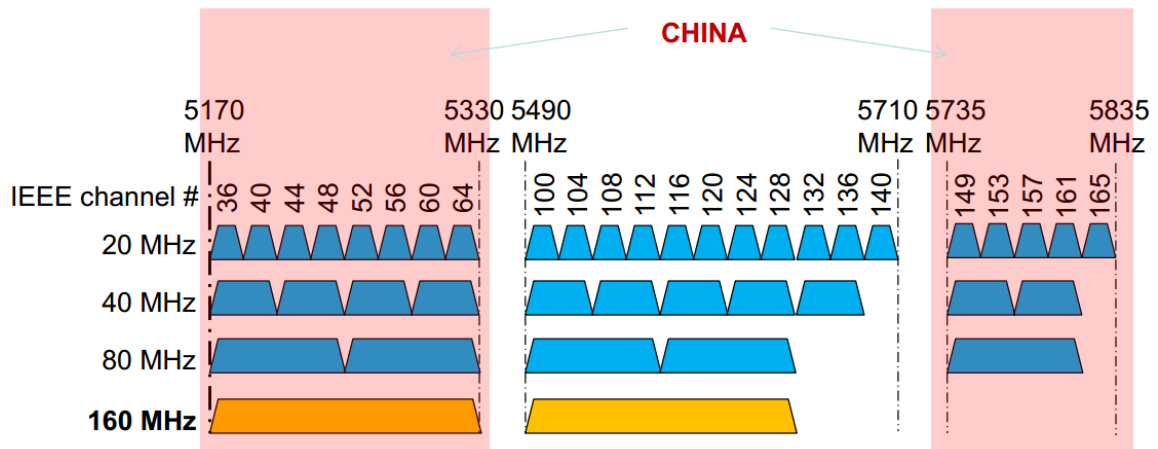 CHINA
5170 MHz
5330 MHz
5490 MHz
5710 MHz
5735 MHz
5835 MHz
IEEE channel # 36 40 44 48 52 56 60 64 100 104 108 112 116 120 124 128 132 136 140 149 153 157 161 165
20 MHz
40 MHz
80 MHz
160 MHz